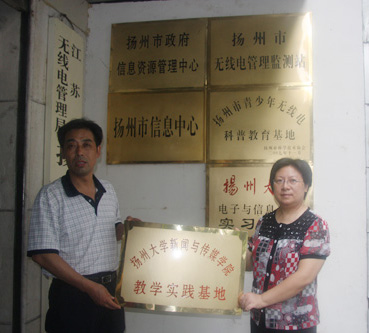 江苏
无线电管理局
扬州市政府
信息资源管理中心
扬州市
无线电管理监测站
扬州市信息中心
扬州市青少年无线电
科普教育基地
扬州大
电子与信息
实习
扬州大学新闻与传媒学院
教学实践基地